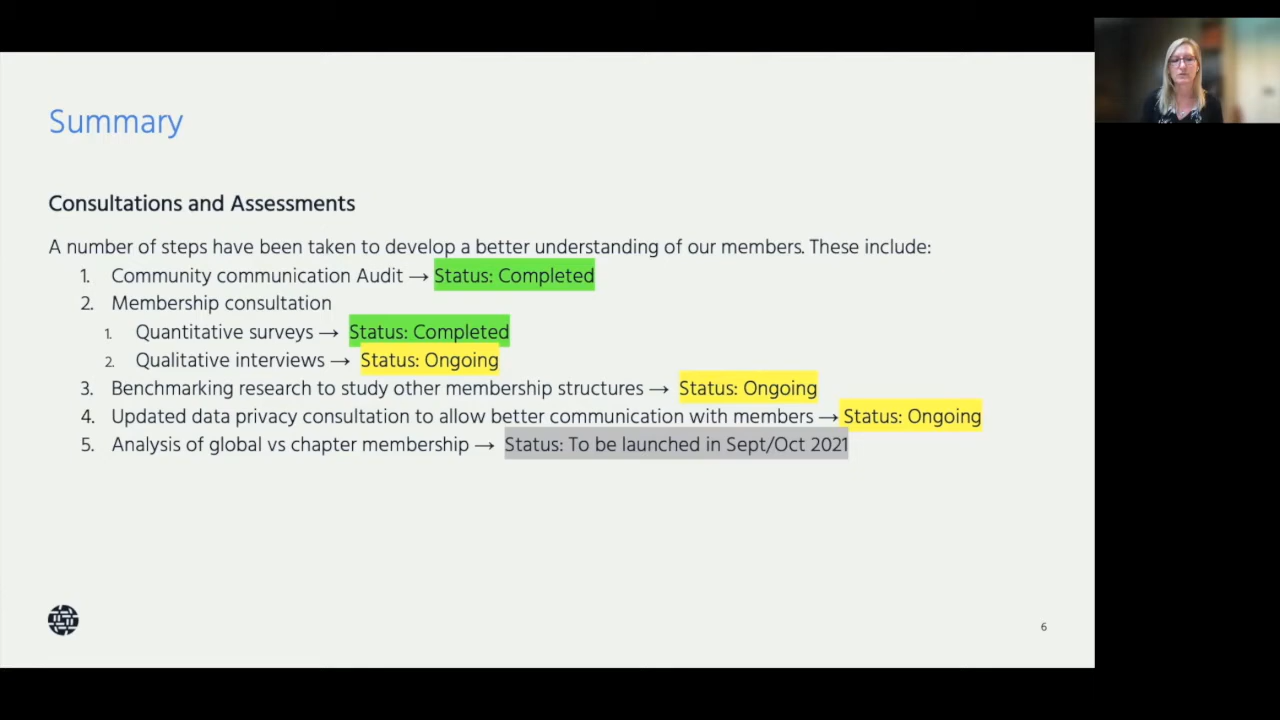 Summary
Consultations and Assessments
A number of steps have been taken to develop a better understanding of our members. These include:
1. Community communication Audit → Status: Completed
2. Membership consultation
1. Quantitative surveys → Status: Completed
2. Qualitative interviews → Status: Ongoing
3. Benchmarking research to study other membership structures → Status: Ongoing
4. Updated data privacy consultation to allow better communication with members → Status: Ongoing
5. Analysis of global vs chapter membership → Status: To be launched in Sept/Oct 2021
6